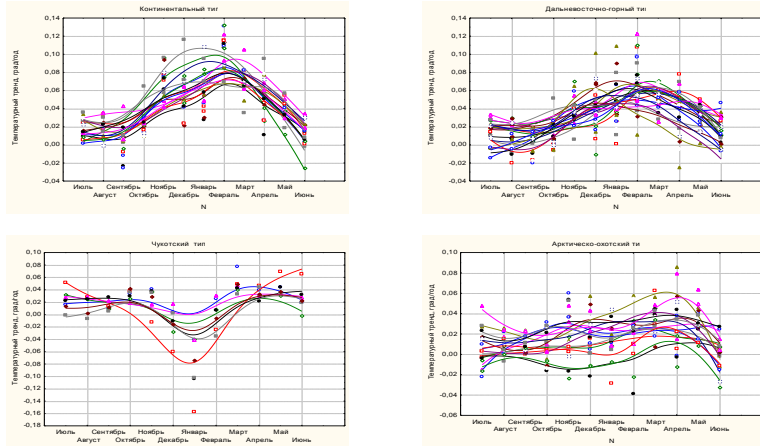 Континентальный тип
Температурный тренд, град/год
0,14
0,12
0,10
0,08
0,06
0,04
0,02
0,00
-0,02
-0,04
Июль Сентябрь Ноябрь Январь Март Май
Август Октябрь Декабрь Февраль Апрель Июнь
N
Дальневосточно-горный тип
Температурный тренд, град/год
0,14
0,12
0,10
0,08
0,06
0,04
0,02
0,00
-0,02
-0,04
Июль Сентябрь Ноябрь Январь Март Май
Август Октябрь Декабрь Февраль Апрель Июнь
N
Чукотский тип
Температурный тренд, град/год
0,10
0,08
0,06
0,04
0,02
0,00
-0,02
-0,04
-0,06
-0,08
-0,10
-0,12
-0,14
-0,16
-0,18
Июль Сентябрь Ноябрь Январь Март Май
Август Октябрь Декабрь Февраль Апрель Июнь
Арктическо-охотский ти
Температурный тренд, град/год
0,10
0,08
0,06
0,04
0,02
0,00
-0,02
-0,04
-0,06
Июль Сентябрь Ноябрь Январь Март Май
Август Октябрь Декабрь Февраль Апрель Июнь
N